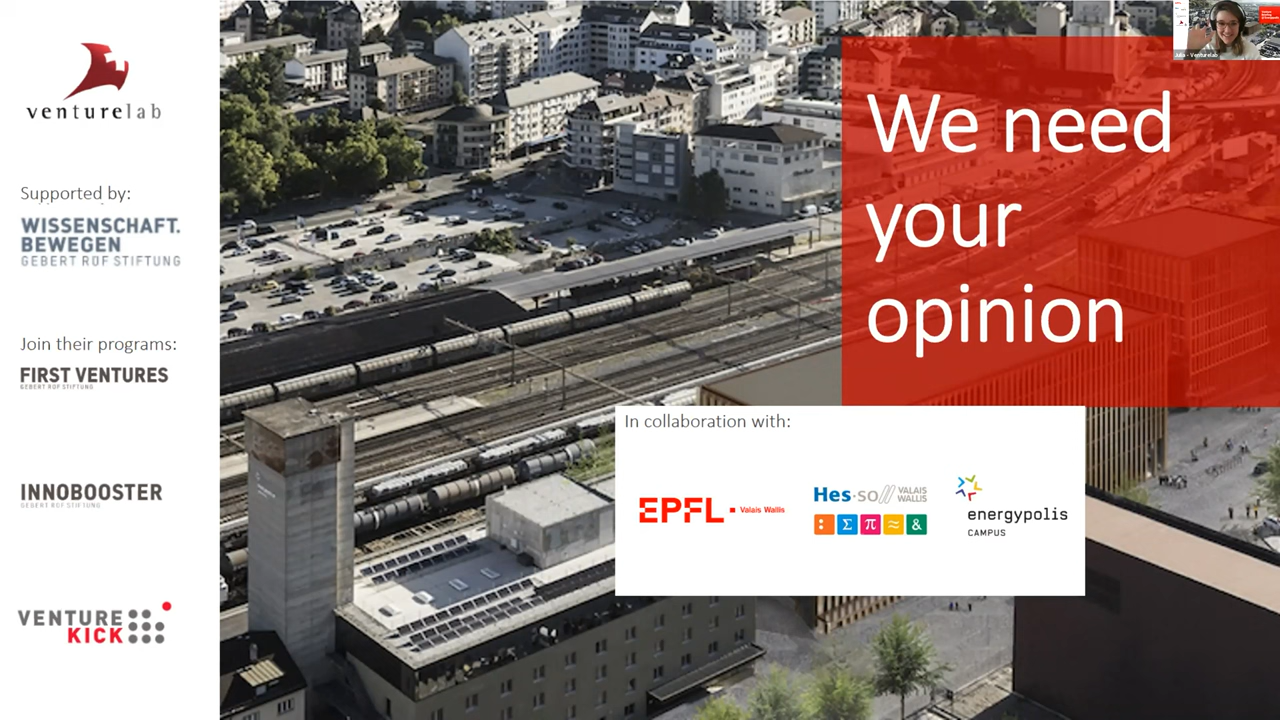 venturelab
Supported by:
WISSENSCHAFT.
BEWEGEN
GEBERT RÜF STIFTUNG
Join their programs:
FIRST VENTURES
GEBERT RÜF STIFTUNG
INNOBOOSTER
GEBERT RÜF STIFTUNG
VENTURE
KICK
We need
your
opinion
In collaboration with:
EPFL Valais Wallis
Hes·so// VALAIS
WALLIS
Σ π ≈ &
energypolis
CAMPUS
Julia - Venturelab